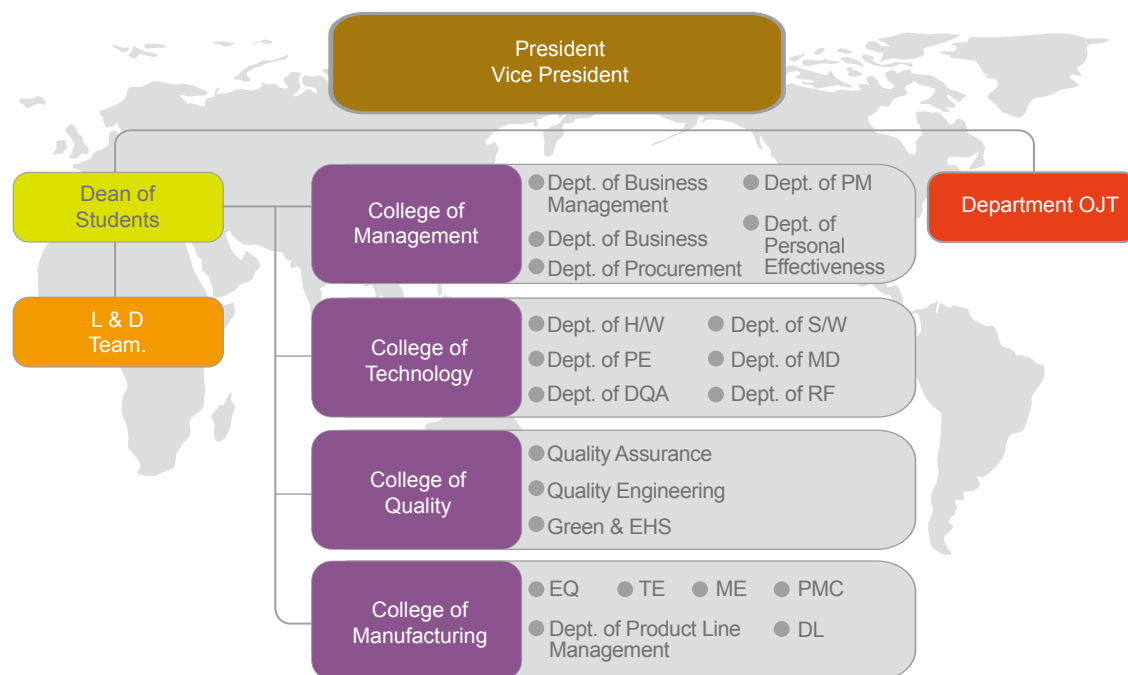 President
Vice President
Dean of
Students
L & D
Team.
Department OJT
College of
Management
Dept. of Business
Management
Dept. of Business
Dept. of Procurement
Dept. of PM
Dept. of
Personal
Effectiveness
College of
Technology
Dept. of H/W
Dept. of S/W
Dept. of PE
Dept. of MD
Dept. of DQA
Dept. of RF
College of
Quality
Quality Assurance
Quality Engineering
Green & EHS
College of
Manufacturing
EQ
TE
ME
PMC
Dept. of Product Line
Management
DL